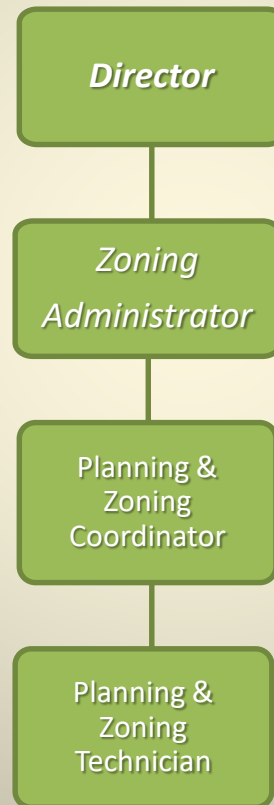 Director
Zoning
Administrator
Planning &
Zoning
Coordinator
Planning &
Zoning
Technician